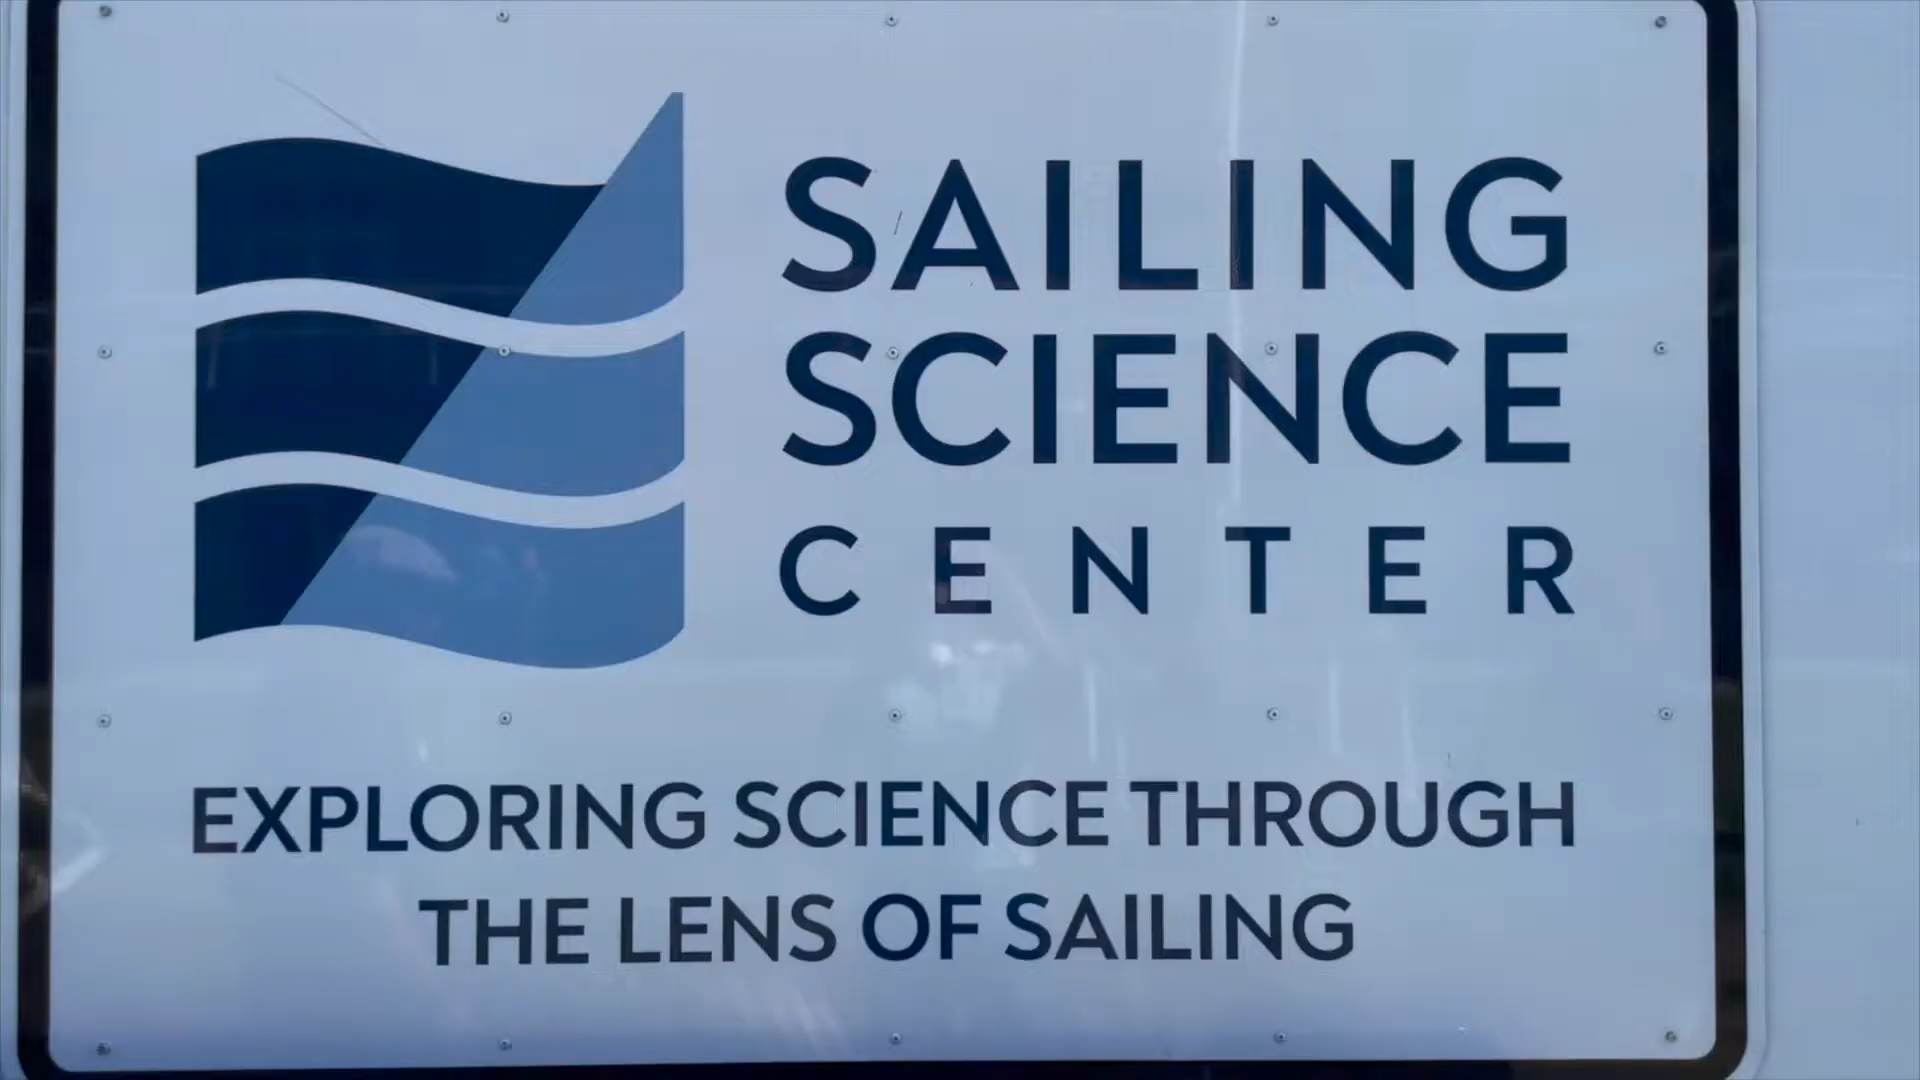 SAILING
SCIENCE
CENTER
EXPLORING SCIENCE THROUGH
THE LENS OF SAILING